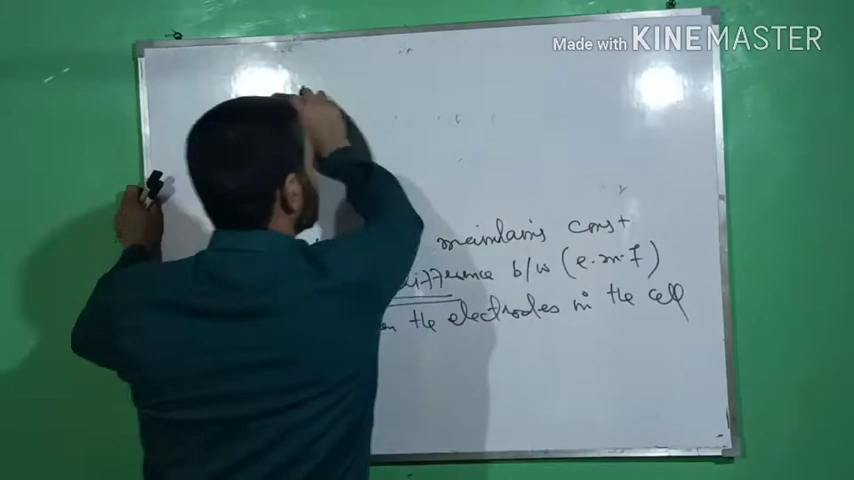 Made with KINEMASTER
maintains const
difference b/w (e.m.f)
the electrodes in the cell